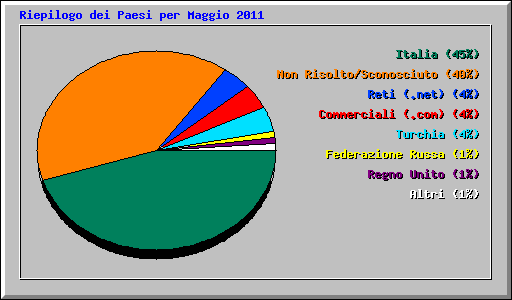 Riepilogo dei Paesi per Maggio 2011
Italia (45%)
Non Risolto/Sconosciuto (40%)
Reti (.net) (4%)
Commerciali (.com) (4%)
Turchia (4%)
Federazione Russa (1%)
Regno Unito (1%)
Altri (1%)